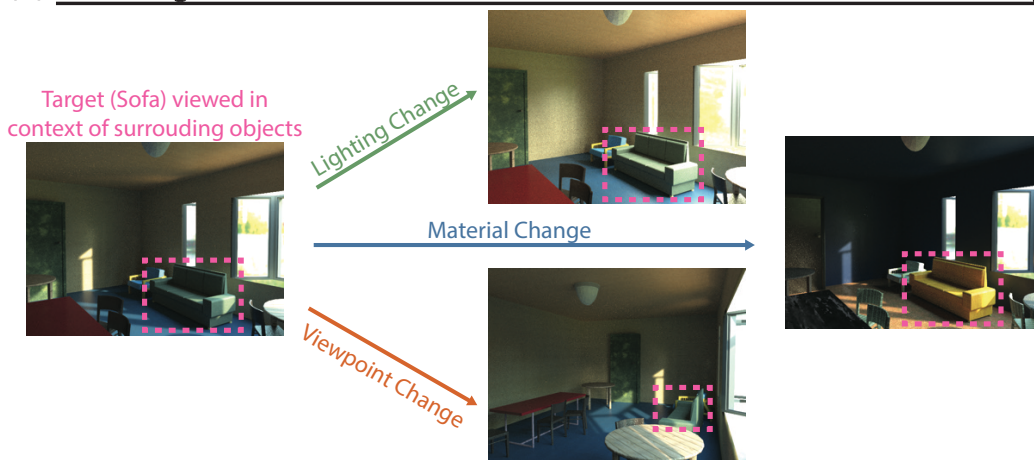 Target (Sofa) viewed in
context of surrouding objects
Lighting Change
Material Change
Viewpoint Change